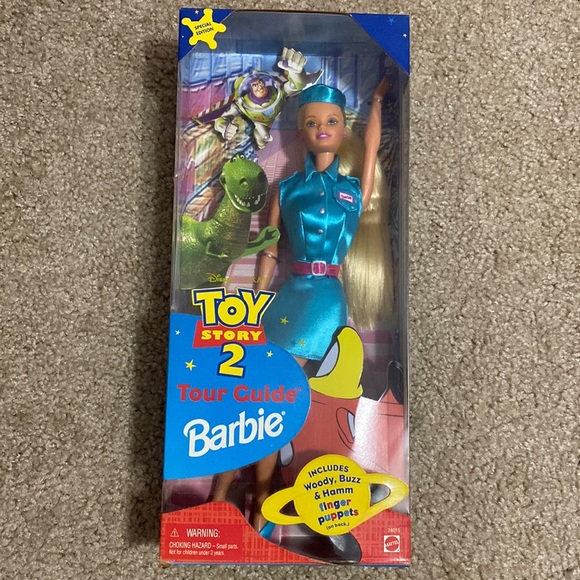 SPECIAL
EDITION
Disney
TOY
STORY
2
Tour Guide
Barbie®
INCLUDES
Woody, Buzz
& Hamm
finger
puppets
(on back.)
⚠ WARNING:
CHOKING HAZARD – Small parts
Not for children under 3 years
MATTEL